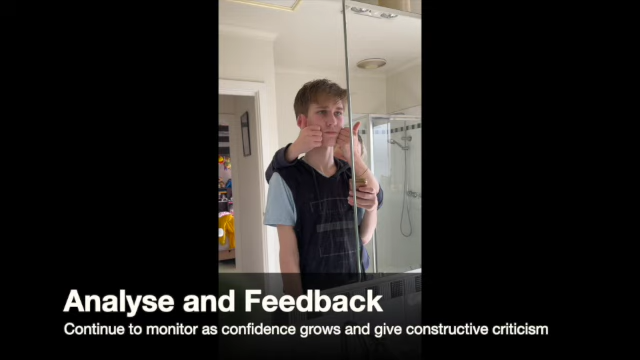 Analyse and Feedback
Continue to monitor as confidence grows and give constructive criticism